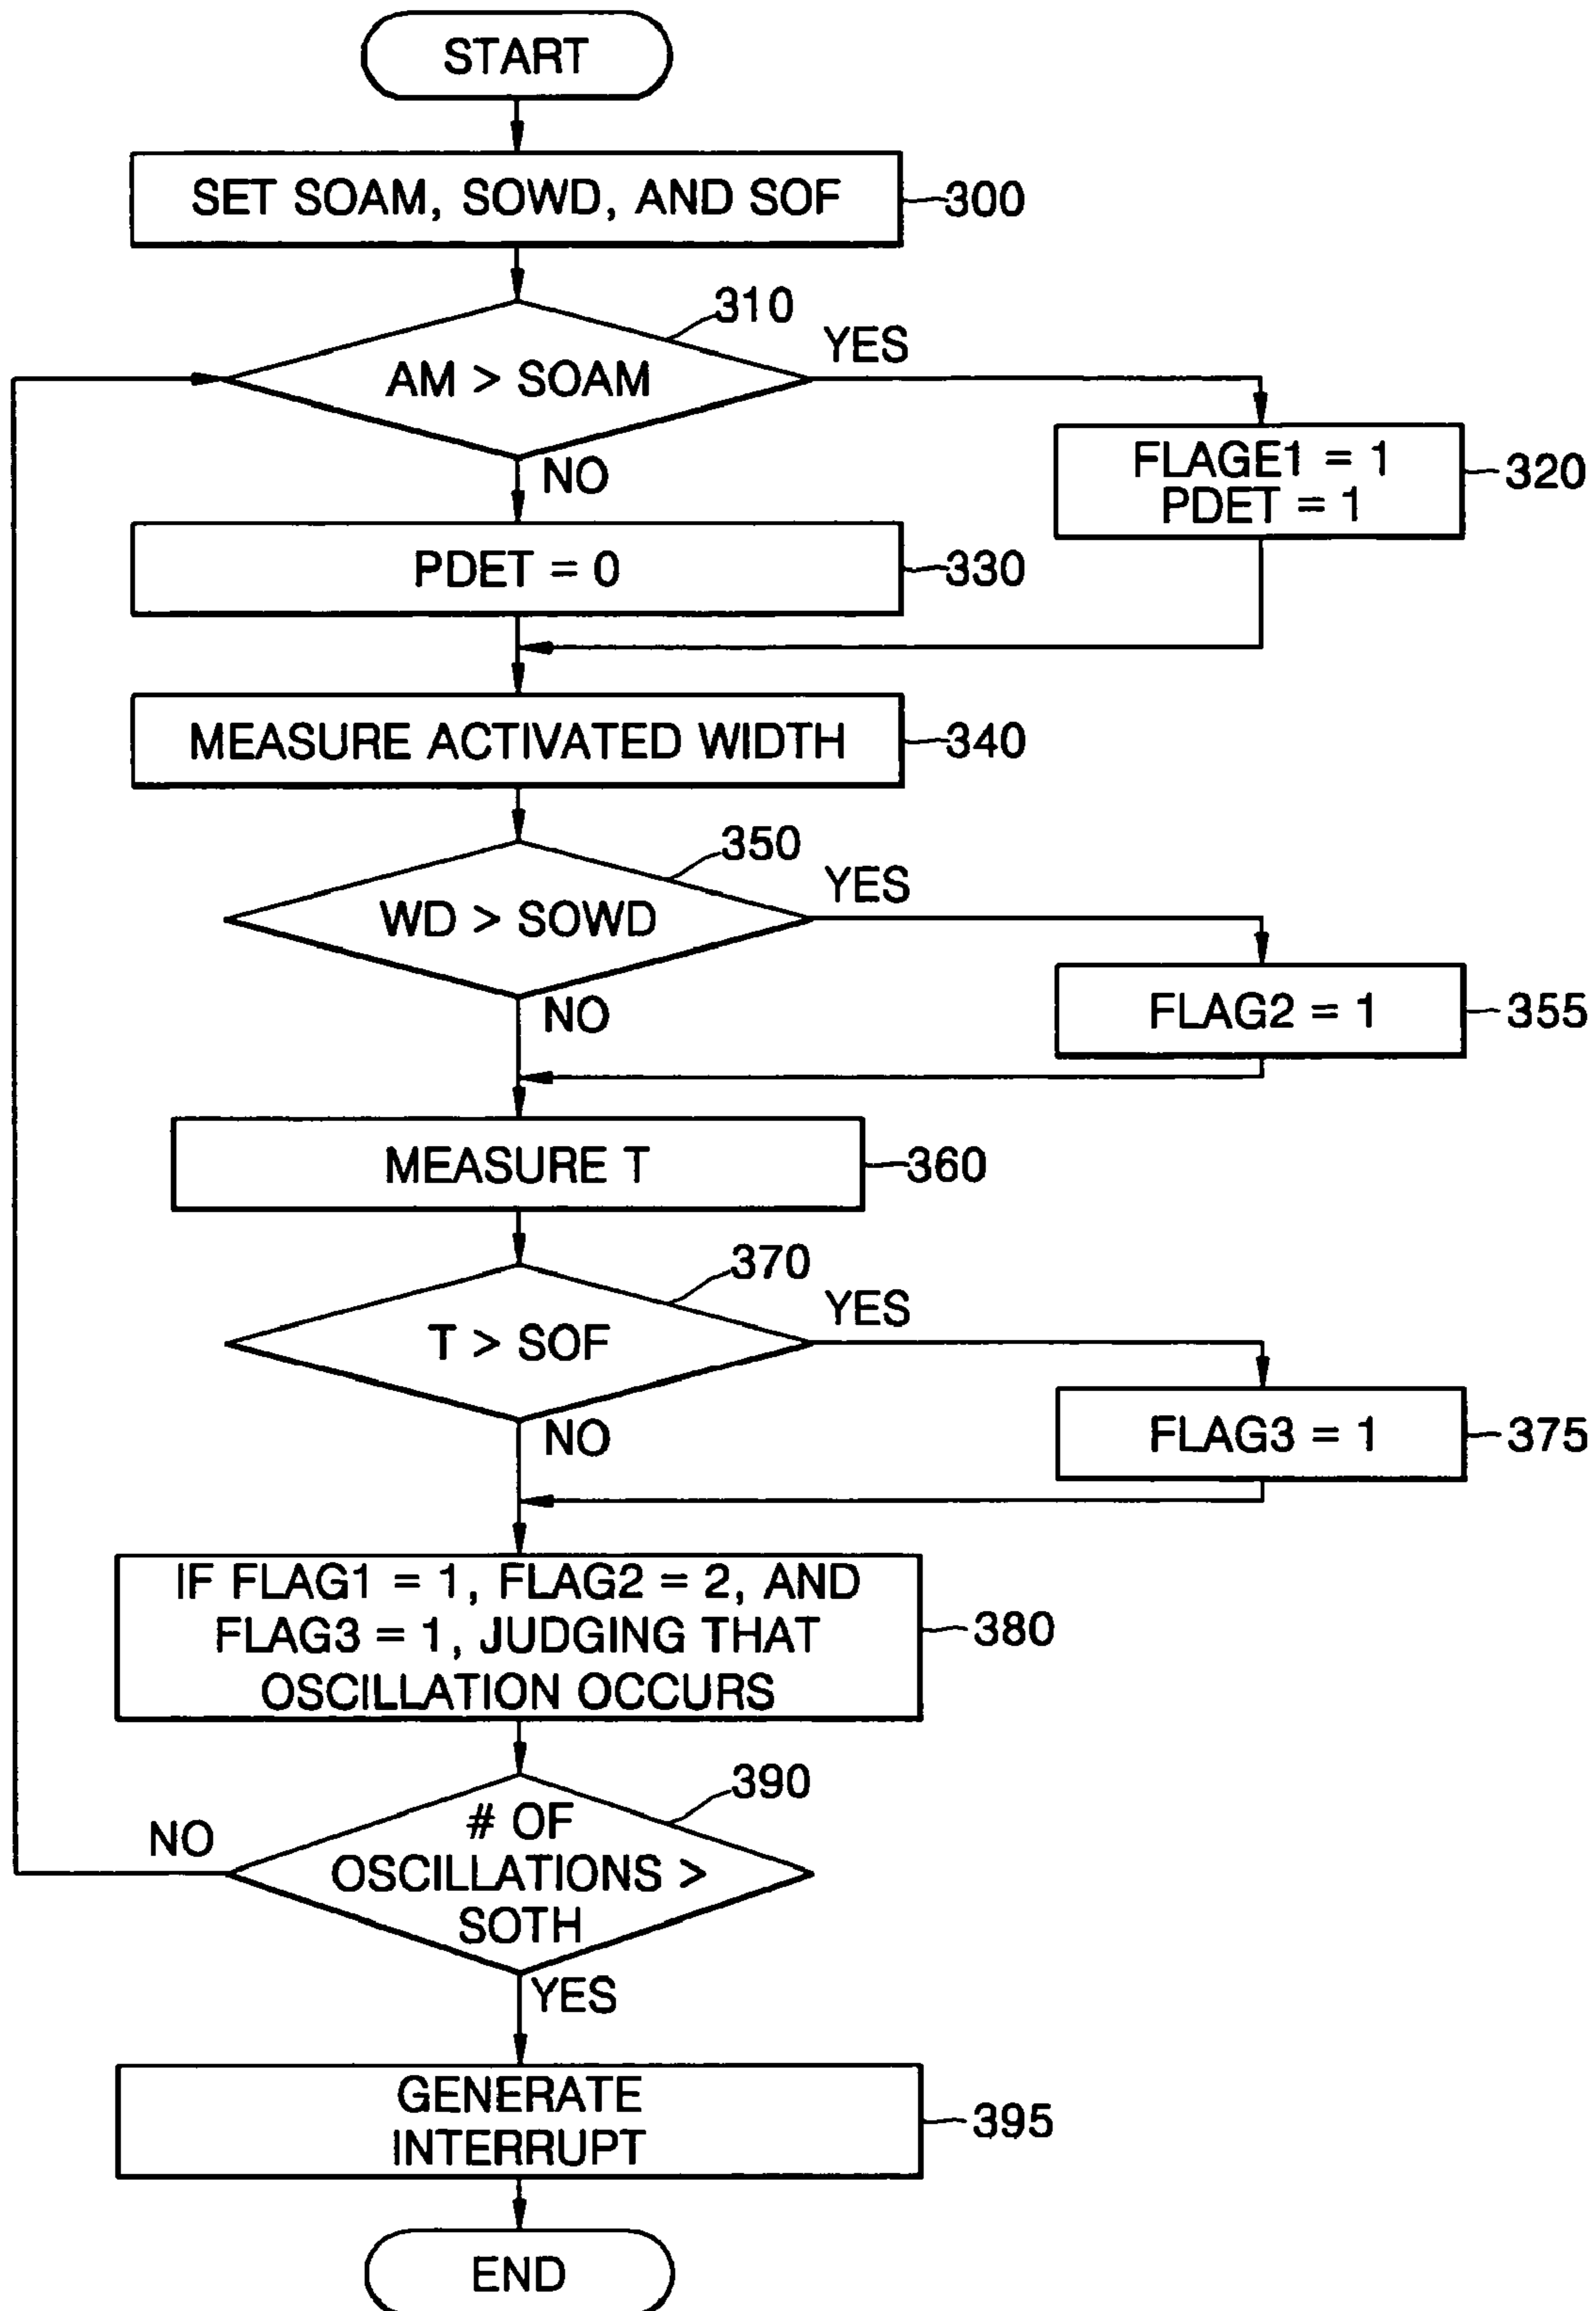 START
SET SOAM, SOWD, AND SOF
300
310
AM > SOAM
YES
NO
FLAGE1 = 1
PDET = 1
320
PDET = 0
330
MEASURE ACTIVATED WIDTH
340
350
WD > SOWD
YES
NO
FLAG2 = 1
355
MEASURE T
360
370
T > SOF
YES
NO
FLAG3 = 1
375
IF FLAG1 = 1, FLAG2 = 2, AND
FLAG3 = 1, JUDGING THAT
OSCILLATION OCCURS
380
390
# OF
OSCILLATIONS >
SOTH
NO
YES
GENERATE
INTERRUPT
395
END